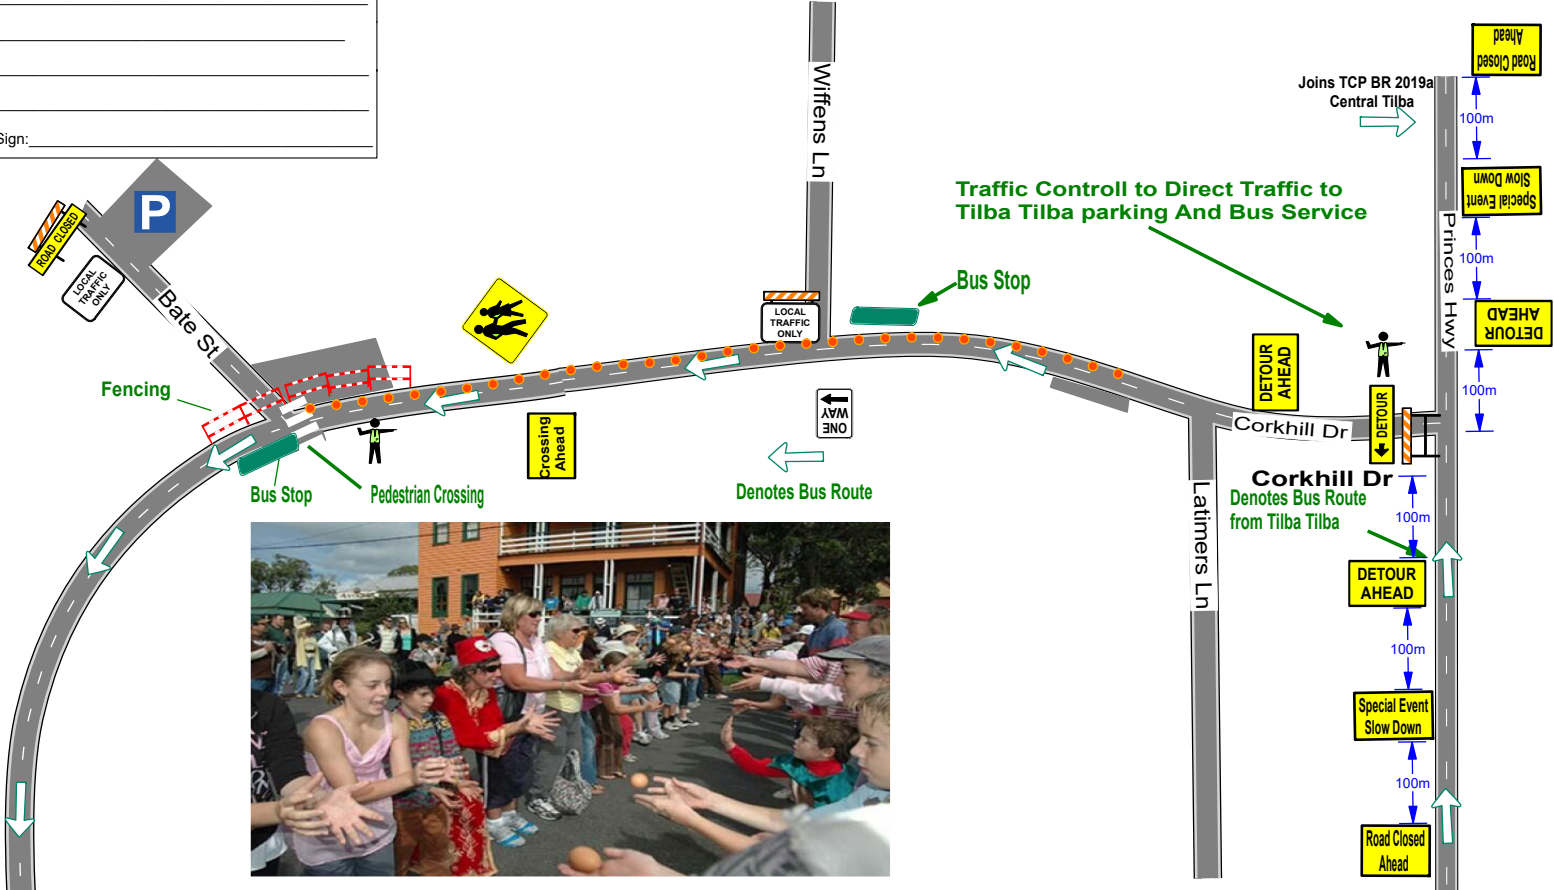 Sign:
Joins TCP BR 2019a
Central Tilba
Road Closed
Ahead
100m
Special Event
Slow Down
100m
DETOUR
AHEAD
100m
Princes Hwy
Wiffens Ln
Traffic Controll to Direct Traffic to
Tilba Tilba parking And Bus Service
P
ROAD CLOSED
LOCAL
TRAFFIC
ONLY
Bate St
Bus Stop
LOCAL
TRAFFIC
ONLY
DETOUR
AHEAD
Fencing
DETOUR
ONE
WAY
Corkhill Dr
Crossing
Ahead
Corkhill Dr
Bus Stop
Pedestrian Crossing
Denotes Bus Route
Denotes Bus Route
from Tilba Tilba
Latimers Ln
100m
DETOUR
AHEAD
100m
Special Event
Slow Down
100m
Road Closed
Ahead